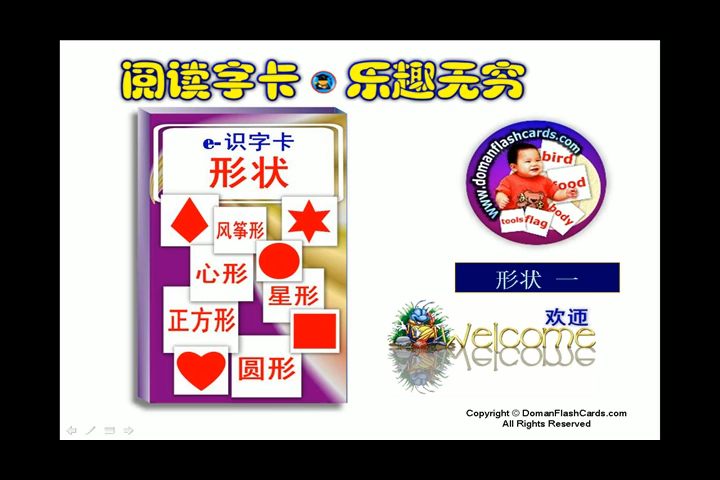 阅读字卡 · 乐趣无穷
e-识字卡
形状
风筝形
心形
星形
正方形
圆形
www.domanflashcards.com
bird
food
body
tools
flag
形状 一
欢迊
Welcome
Copyright © DomanFlashCards.com
All Rights Reserved